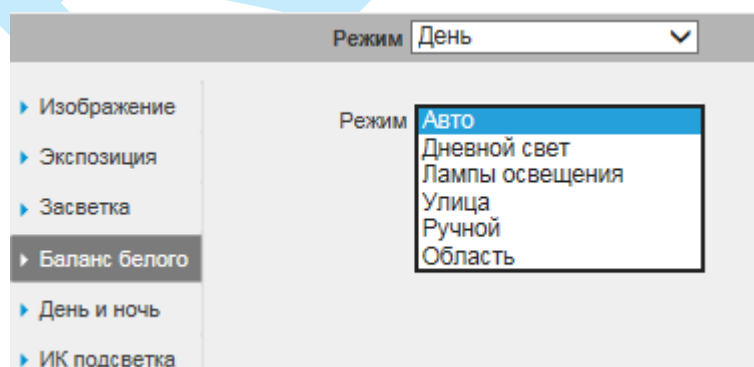 Режим День
Изображение
Экспозиция
Засветка
Баланс белого
День и ночь
ИК подсветка
Режим Авто
Дневной свет
Лампы освещения
Улица
Ручной
Область